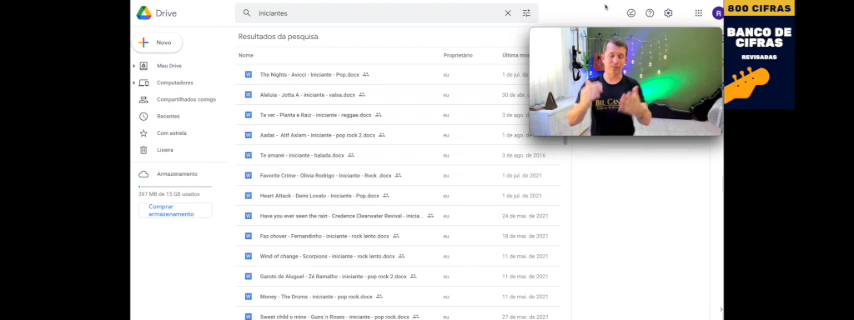 Drive
iniciantes
R
800 CIFRAS
BANCO DE
CIFRAS
REVISADAS
Novo
Meu Drive
Computadores
Compartilhados comigo
Recentes
Com estrela
Lixeira
Armazenamento
397 MB de 15 GB usados
Comprar
armazenamento
Resultados da pesquisa
Nome Proprietário Última mo
The Nights - Avicci - Iniciante - Pop.docx eu 1 de jul. d
Aleluia - Jotta A - iniciante - valsa.docx eu 30 de abr.
Te ver - Planta e Raiz - iniciante - reggae.docx eu 3 de ago. d
Aadat - Atif Aslam - iniciante - pop rock 2.docx eu 1 de ago. d
Te amarei - iniciante - balada.docx eu 3 de ago. de 2016
Favorite Crime - Olivia Rodrigo - Iniciante - Rock .docx eu 1 de jul. de 2021
Heart Attack - Demi Lovato - Iniciante - Pop.docx eu 1 de jul. de 2021
Have you ever seen the rain - Credence Clearwater Revival - inicia... eu 24 de mai. de 2021
Faz chover - Fernandinho - iniciante - rock lento.docx eu 18 de mai. de 2021
Wind of change - Scorpions - iniciante - rock lento.docx eu 11 de mai. de 2021
Garoto de Aluguel - Zé Ramalho - iniciante - pop rock 2.docx eu 11 de mai. de 2021
Money - The Drums - iniciante - pop rock.docx eu 11 de mai. de 2021
Sweet child o mine - Guns´n Roses - iniciante - pop rock.docx eu 27 de mar. de 2021